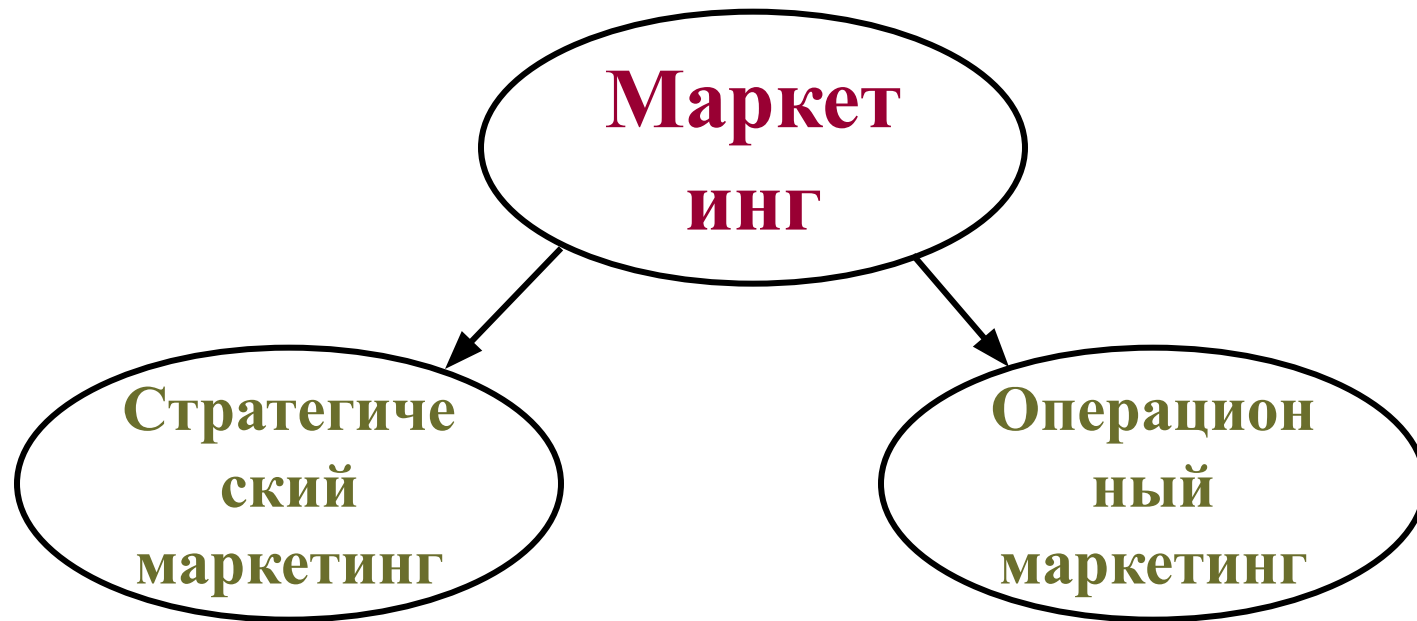 Маркет
инг
Стратегиче
ский
маркетинг
Операцион
ный
маркетинг